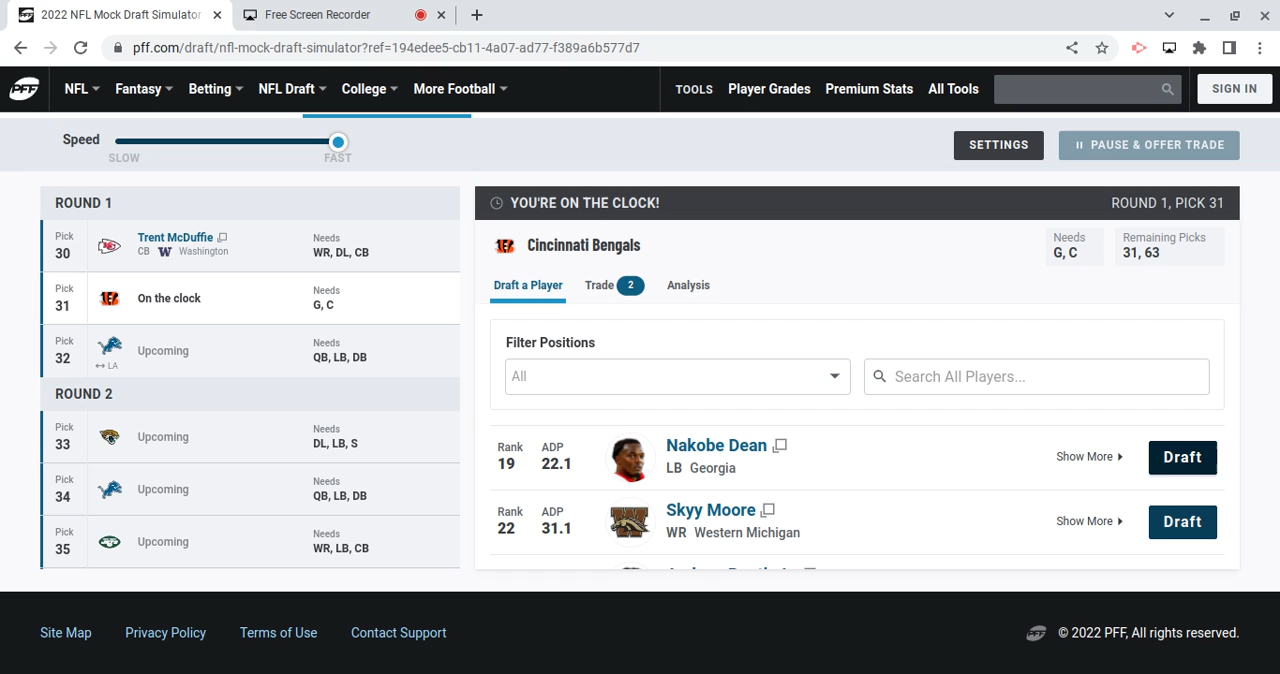 2022 NFL Mock Draft Simulator
Free Screen Recorder
pff.com/draft/nfl-mock-draft-simulator?ref=194edee5-cb11-4a07-ad77-f389a6b577d7
PFF
NFL
Fantasy
Betting
NFL Draft
College
More Football
TOOLS
Player Grades
Premium Stats
All Tools
SIGN IN
Speed
SLOW
FAST
SETTINGS
PAUSE & OFFER TRADE
ROUND 1
Pick
30
Trent McDuffie
CB W Washington
Needs
WR, DL, CB
Pick
31
On the clock
Needs
G, C
Pick
32
↔ LA
Upcoming
Needs
QB, LB, DB
ROUND 2
Pick
33
Upcoming
Needs
DL, LB, S
Pick
34
Upcoming
Needs
QB, LB, DB
Pick
35
Upcoming
Needs
WR, LB, CB
YOU'RE ON THE CLOCK!
ROUND 1, PICK 31
Cincinnati Bengals
Needs
G, C
Remaining Picks
31, 63
Draft a Player
Trade 2
Analysis
Filter Positions
All
Search All Players...
Rank
19
ADP
22.1
Nakobe Dean
LB Georgia
Show More
Draft
Rank
22
ADP
31.1
Skyy Moore
WR Western Michigan
Show More
Draft
Site Map
Privacy Policy
Terms of Use
Contact Support
PFF
© 2022 PFF, All rights reserved.